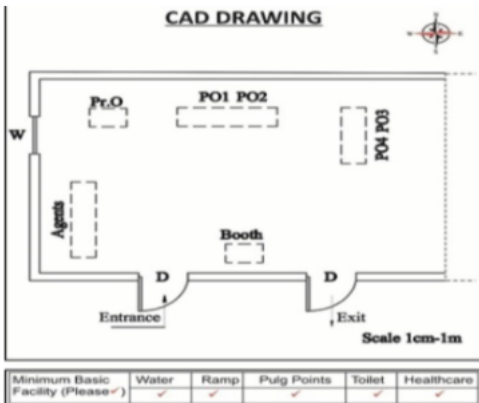 CAD DRAWING
Pr.O
PO1 PO2
PO4 PO3
W
Agents
Booth
D
D
Entrance
Exit
Scale 1cm-1m
Minimum Basic Facility (Please✓)
Water
Ramp
Pulg Points
Toilet
Healthcare
✓ ✓ ✓ ✓ ✓